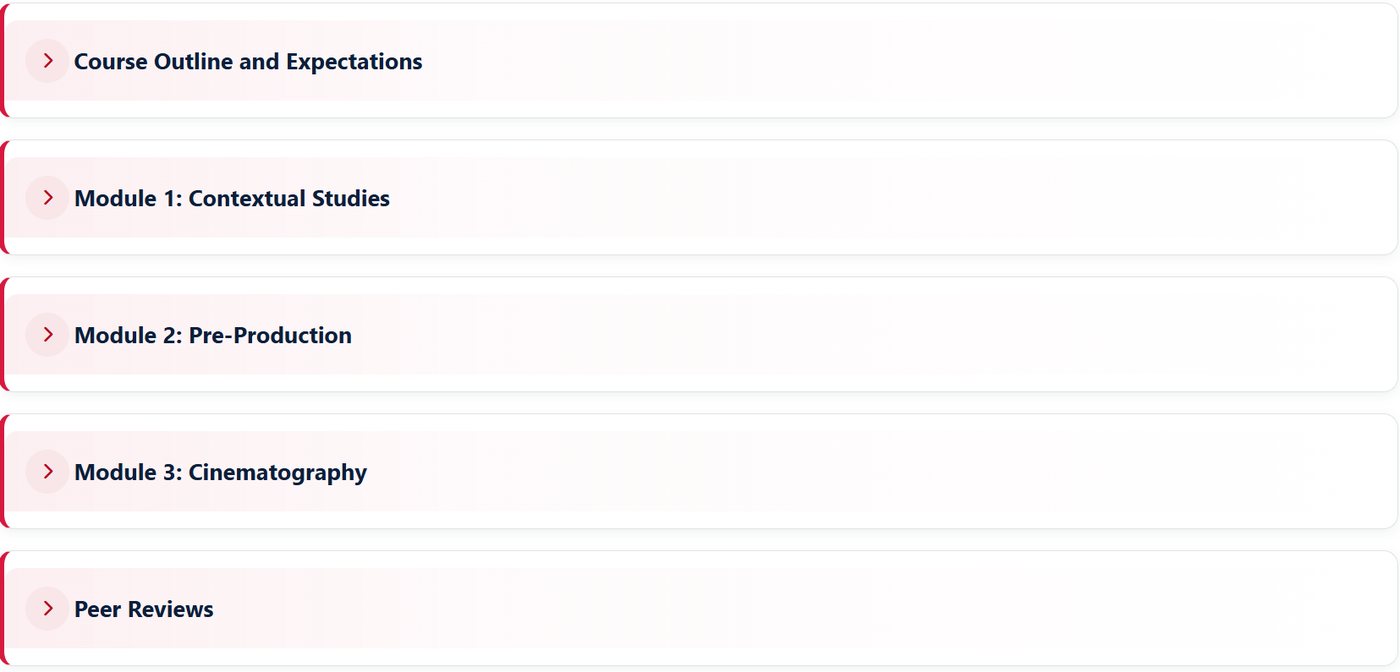 Course Outline and Expectations
Module 1: Contextual Studies
Module 2: Pre-Production
Module 3: Cinematography
Peer Reviews